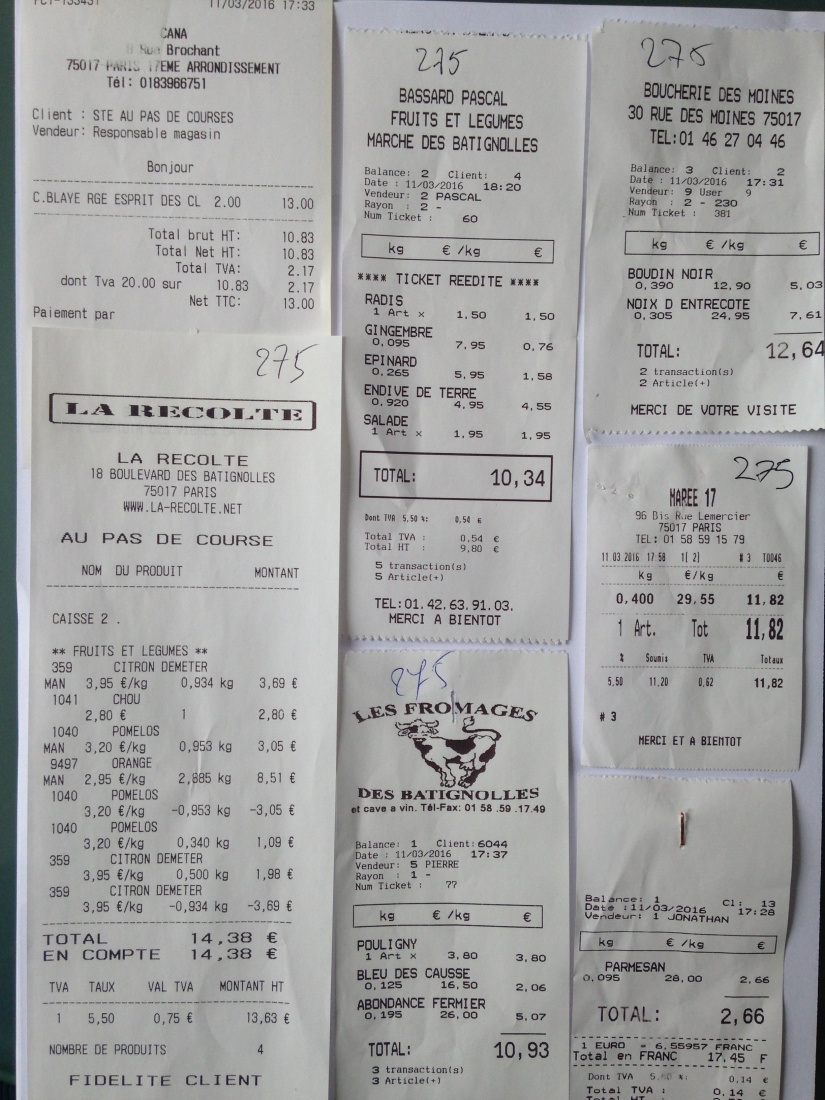 11/03/2016 17:33
CANA
8 Rue Brochant
75017 PARIS 17EME ARRONDISSEMENT
Tél: 0183966751
Client : STE AU PAS DE COURSES
Vendeur: Responsable magasin
Bonjour
C.BLAYE RGE ESPRIT DES CL 2.00 13.00
Total brut HT: 10.83
Total Net HT: 10.83
Total TVA: 2.17
dont Tva 20.00 sur 10.83 2.17
Net TTC: 13.00
Paiement par
275
LA RECOLTE
LA RECOLTE
18 BOULEVARD DES BATIGNOLLES
75017 PARIS
WWW.LA-RECOLTE.NET
AU PAS DE COURSE
NOM DU PRODUIT MONTANT
CAISSE 2 .
** FRUITS ET LEGUMES **
359 CITRON DEMETER
MAN 3,95 €/kg 0,934 kg 3,69 €
1041 CHOU
2,80 € 1 2,80 €
1040 POMELOS
MAN 3,20 €/kg 0,953 kg 3,05 €
9497 ORANGE
MAN 2,95 €/kg 2,885 kg 8,51 €
1040 POMELOS
3,20 €/kg -0,953 kg -3,05 €
1040 POMELOS
3,20 €/kg 0,340 kg 1,09 €
359 CITRON DEMETER
3,95 €/kg 0,500 kg 1,98 €
359 CITRON DEMETER
3,95 €/kg -0,934 kg -3,69 €
TOTAL 14,38 €
EN COMPTE 14,38 €
TVA TAUX VAL TVA MONTANT HT
1 5,50 0,75 € 13,63 €
NOMBRE DE PRODUITS 4
FIDELITE CLIENT
275
BASSARD PASCAL
FRUITS ET LEGUMES
MARCHE DES BATIGNOLLES
Balance: 2 Client: 4
Date : 11/03/2016 18:20
Vendeur: 2 PASCAL
Rayon : 2 -
Num Ticket : 60
kg € /kg €
**** TICKET REEDITE ****
RADIS
1 Art x 1,50 1,50
GINGEMBRE
0,095 7,95 0,76
EPINARD
0,265 5,95 1,58
ENDIVE DE TERRE
0,920 4,95 4,55
SALADE
1 Art x 1,95 1,95
TOTAL: 10,34
Dont TVA 5,50 %: 0,54 €
Total TVA : 0,54 €
Total HT : 9,80 €
5 transaction(s)
5 Article(+)
TEL:01.42.63.91.03.
MERCI A BIENTOT
275
LES FROMAGES
DES BATIGNOLLES
et cave a vin. Tél-Fax: 01 58 .59 .17.49
Balance: 1 Client:6044
Date : 11/03/2016 17:37
Vendeur: 5 PIERRE
Rayon : 1 -
Num Ticket : 77
kg € /kg €
POULIGNY
1 Art x 3,80 3,80
BLEU DES CAUSSE
0,125 16,50 2,06
ABONDANCE FERMIER
0,195 26,00 5,07
TOTAL: 10,93
3 transaction(s)
3 Article(+)
275
BOUCHERIE DES MOINES
30 RUE DES MOINES 75017
TEL:01 46 27 04 46
Balance: 3 Client: 2
Date : 11/03/2016 17:31
Vendeur: 9 User 9
Rayon : 2 - 230
Num Ticket : 381
kg € /kg €
BOUDIN NOIR
0,390 12,90 5,03
NOIX D ENTRECOTE
0,305 24,95 7,61
TOTAL: 12,64
2 transaction(s)
2 Article(+)
MERCI DE VOTRE VISITE
275
MAREE 17
96 Bis Rue Lemercier
75017 PARIS
TEL: 01 58 59 15 79
11.03.2016 17:58 1[ 2] # 3 T0046
kg €/kg €
0,400 29,55 11,82
1 Art. Tot 11,82
% Soumis TVA Totaux
5,50 11,20 0,62 11,82
# 3
MERCI ET A BIENTOT
Balance: 1 Cl: 13
Date :11/03/2016 17:28
Vendeur: 1 JONATHAN
kg € /kg €
PARMESAN
0,095 28,00 2,66
TOTAL: 2,66
1 EURO = 6,55957 FRANC
Total en FRANC 17,45 F
Dont TVA 5,50 %: 0,14 €
Total TVA : 0,14 €